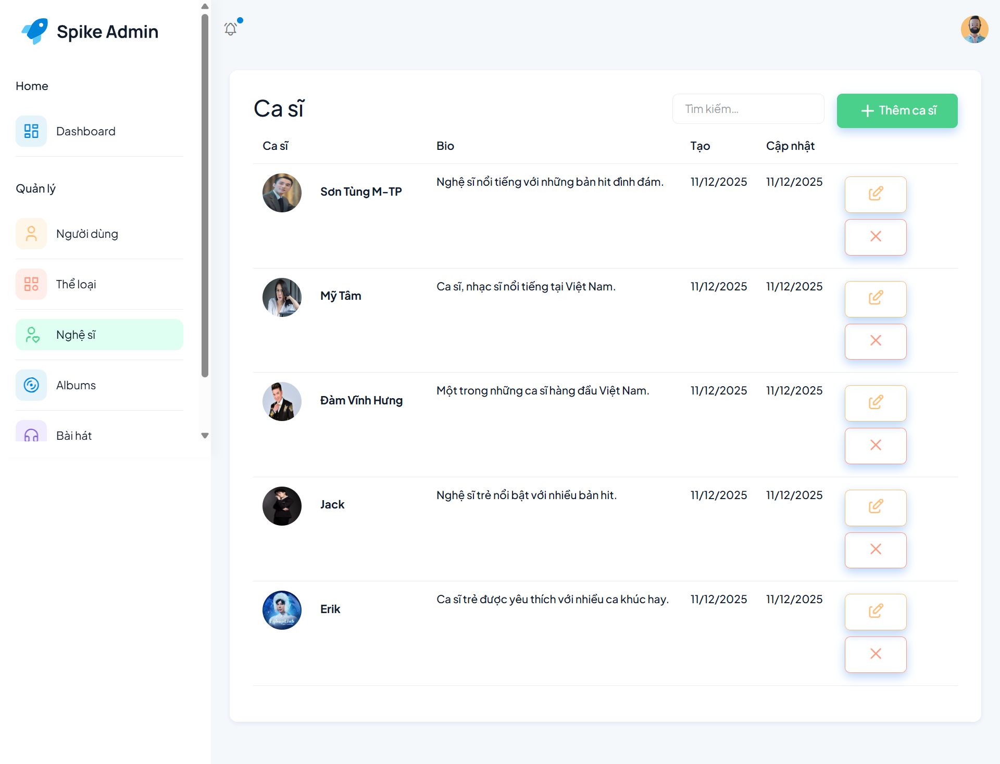 Spike Admin
Home
Dashboard
Quản lý
Người dùng
Thể loại
Nghệ sĩ
Albums
Bài hát
Ca sĩ
Tìm kiếm...
Thêm ca sĩ
Ca sĩ Bio Tạo Cập nhật
Sơn Tùng M-TP Nghệ sĩ nổi tiếng với những bản hit đình đám. 11/12/2025 11/12/2025
Mỹ Tâm Ca sĩ, nhạc sĩ nổi tiếng tại Việt Nam. 11/12/2025 11/12/2025
Đàm Vĩnh Hưng Một trong những ca sĩ hàng đầu Việt Nam. 11/12/2025 11/12/2025
Jack Nghệ sĩ trẻ nổi bật với nhiều bản hit. 11/12/2025 11/12/2025
Erik Ca sĩ trẻ được yêu thích với nhiều ca khúc hay. 11/12/2025 11/12/2025